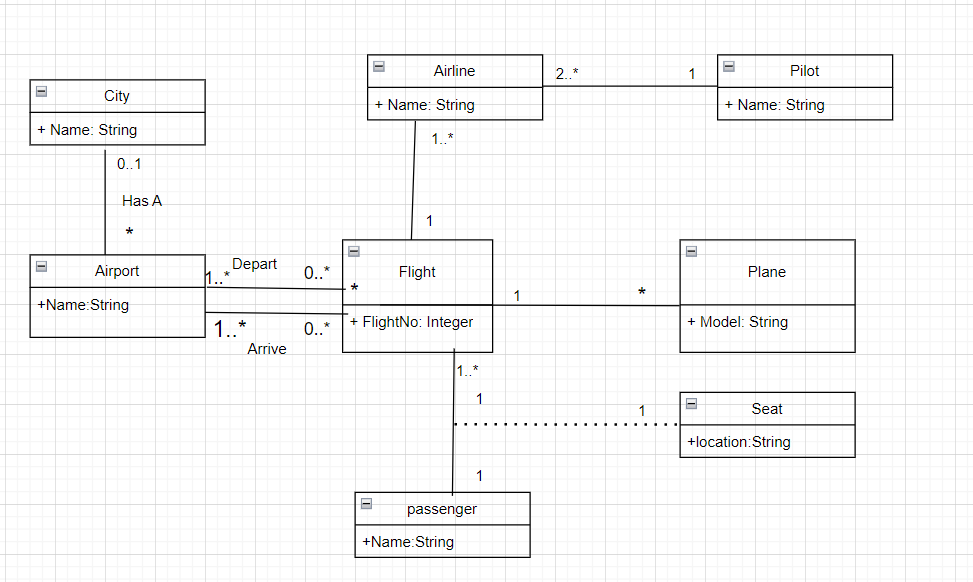 Airline
+ Name: String
2..*
1
Pilot
+ Name: String
City
+ Name: String
0..1
Has A
*
1..*
1
Airport
+Name:String
1..*
Depart
0..*
*
1..*
Arrive
0..*
Flight
+ FlightNo: Integer
1
*
Plane
+ Model: String
1..*
1
1
Seat
+location:String
1
passenger
+Name:String